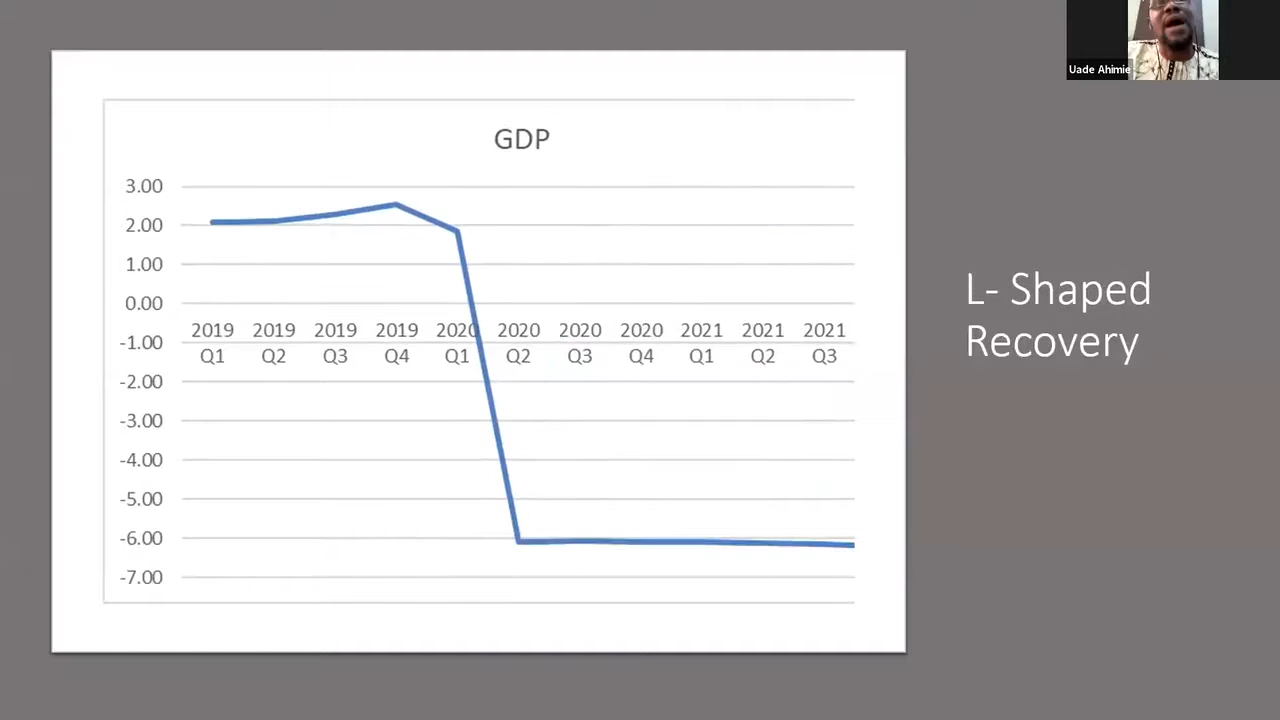 Uade Ahimie
GDP
3.00
2.00
1.00
0.00
-1.00
-2.00
-3.00
-4.00
-5.00
-6.00
-7.00
2019 2019 2019 2019 2020 2020 2020 2020 2021 2021 2021
Q1 Q2 Q3 Q4 Q1 Q2 Q3 Q4 Q1 Q2 Q3
L- Shaped
Recovery